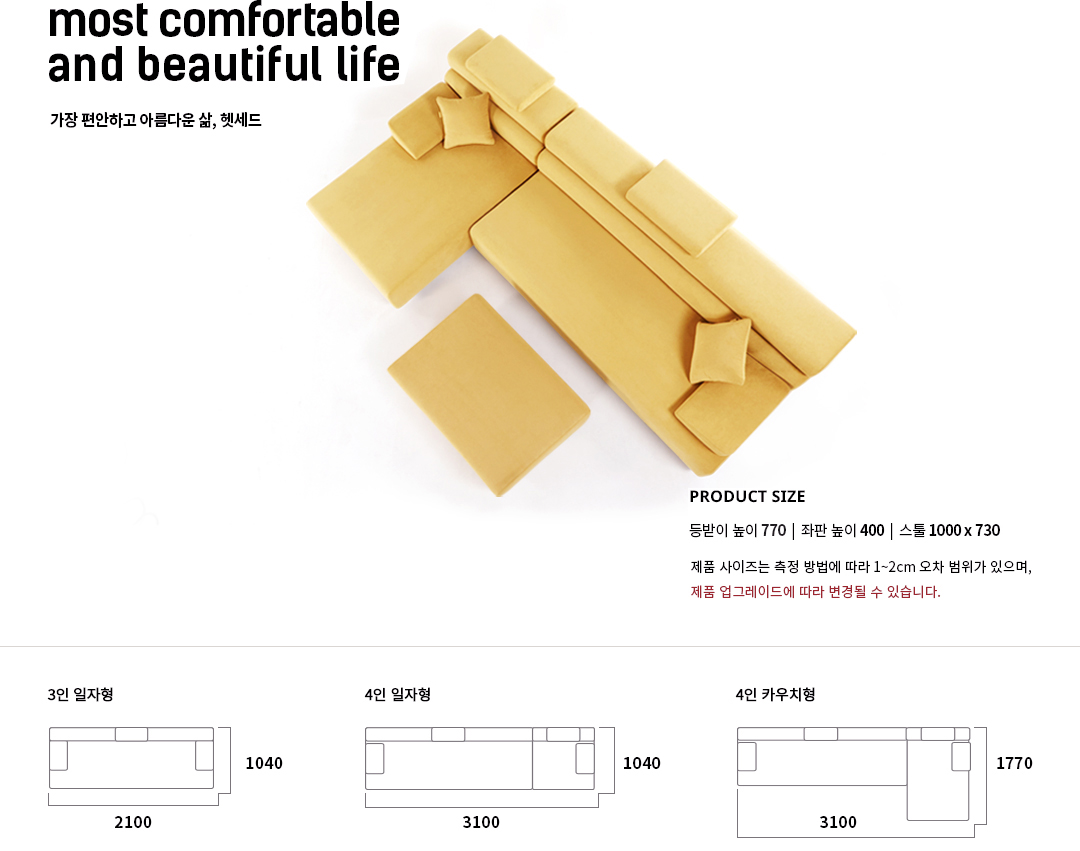 most comfortable
and beautiful life
가장 편안하고 아름다운 삶, 헷세드
PRODUCT SIZE
등받이 높이 770 | 좌판 높이 400 | 스툴 1000 x 730
제품 사이즈는 측정 방법에 따라 1~2cm 오차 범위가 있으며,
제품 업그레이드에 따라 변경될 수 있습니다.
3인 일자형
4인 일자형
4인 카우치형
1040
1040
1770
2100
3100
3100